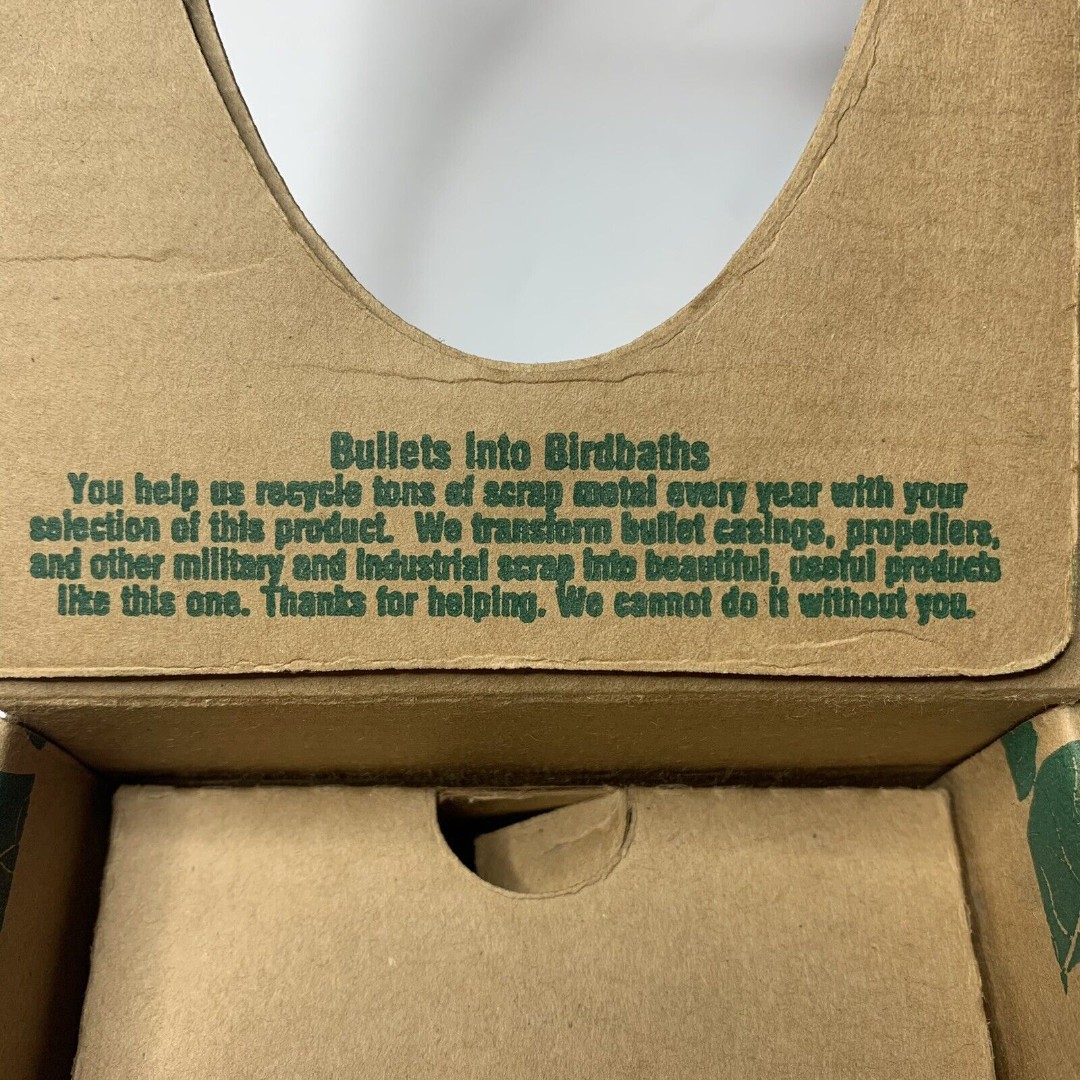 Bullets Into Birdbaths
You help us recycle tons of scrap metal every year with your
selection of this product. We transform bullet casings, propellers,
and other military and industrial scrap into beautiful, useful products
like this one. Thanks for helping. We cannot do it without you.